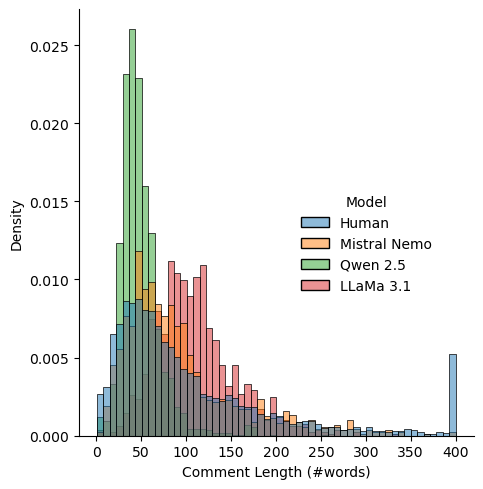 0.025
0.020
0.015
0.010
0.005
0.000
Density
Model
Human
Mistral Nemo
Qwen 2.5
LLaMa 3.1
0 50 100 150 200 250 300 350 400
Comment Length (#words)